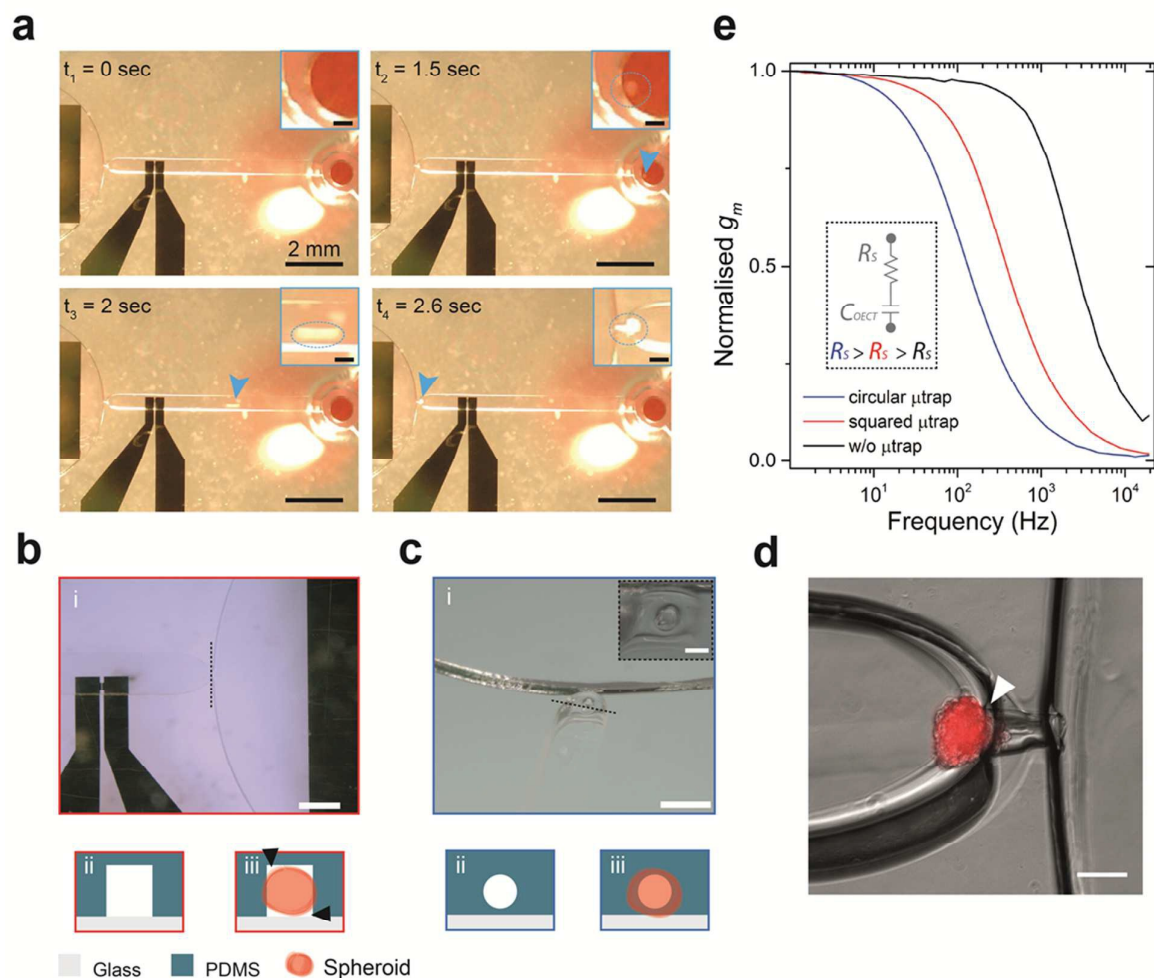 a
t₁ = 0 sec
t₂ = 1.5 sec
2 mm
t₃ = 2 sec
t₄ = 2.6 sec
b
i
ii
iii
c
i
ii
iii
Glass
PDMS
Spheroid
e
Normalised gₘ
1.0
0.5
0.0
Rₛ
C_OECT
Rₛ > Rₛ > Rₛ
circular μtrap
squared μtrap
w/o μtrap
10¹ 10² 10³ 10⁴
Frequency (Hz)
d